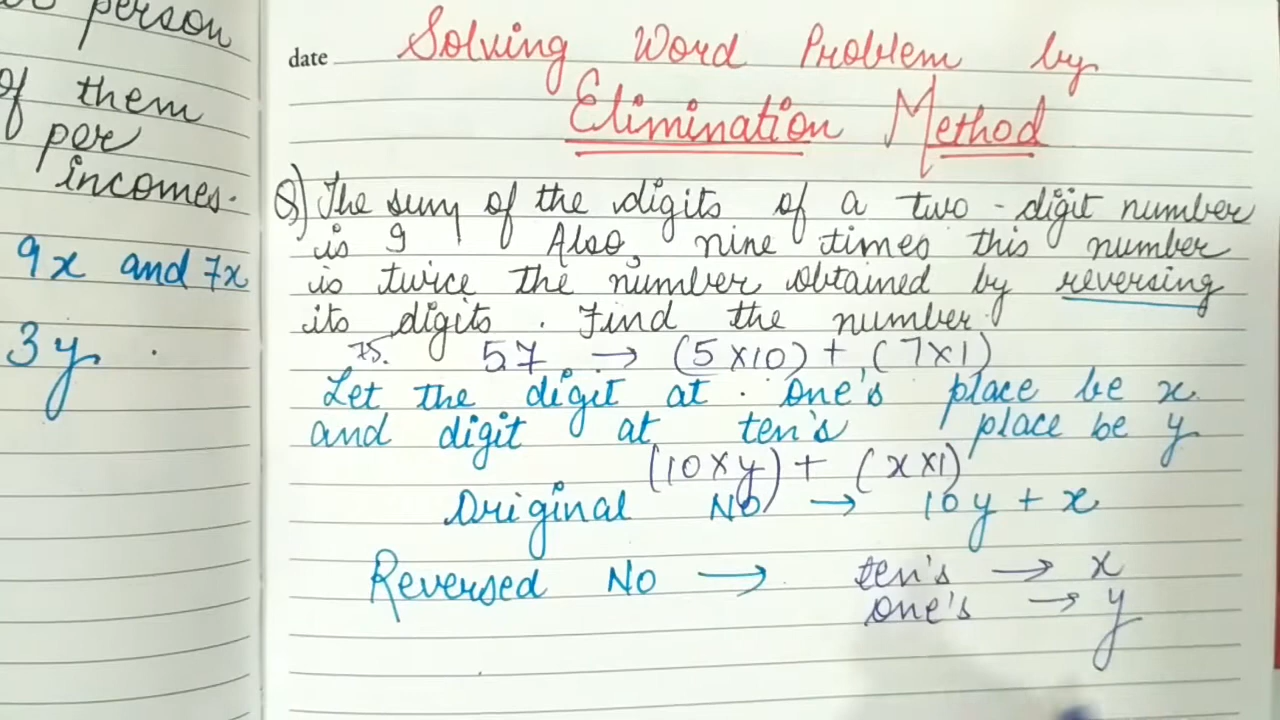 person
of them
per
incomes.
9x and 7x
3y .
date Solving Word Problem by
Elimination Method
Q) The sum of the digits of a two-digit number
is 9. Also, nine times this number
is twice the number obtained by reversing
its digits. Find the number.
75. 57 → (5×10) + (7×1)
Let the digit at one's place be x
and digit at ten's place be y
(10×y) + (x×1)
Original No → 10y + x
Reversed No → ten's → x
one's → y